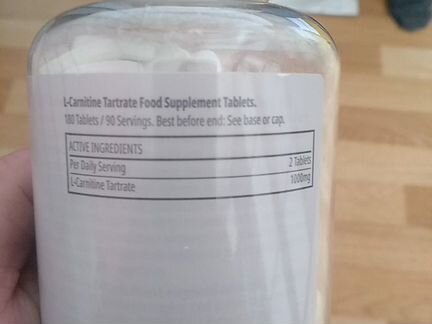 L-Carnitine Tartrate Food Supplement Tablets.
180 Tablets / 90 Servings. Best before end: See base or cap.
ACTIVE INGREDIENTS
Per Daily Serving 2 Tablets
L-Carnitine Tartrate 1000mg